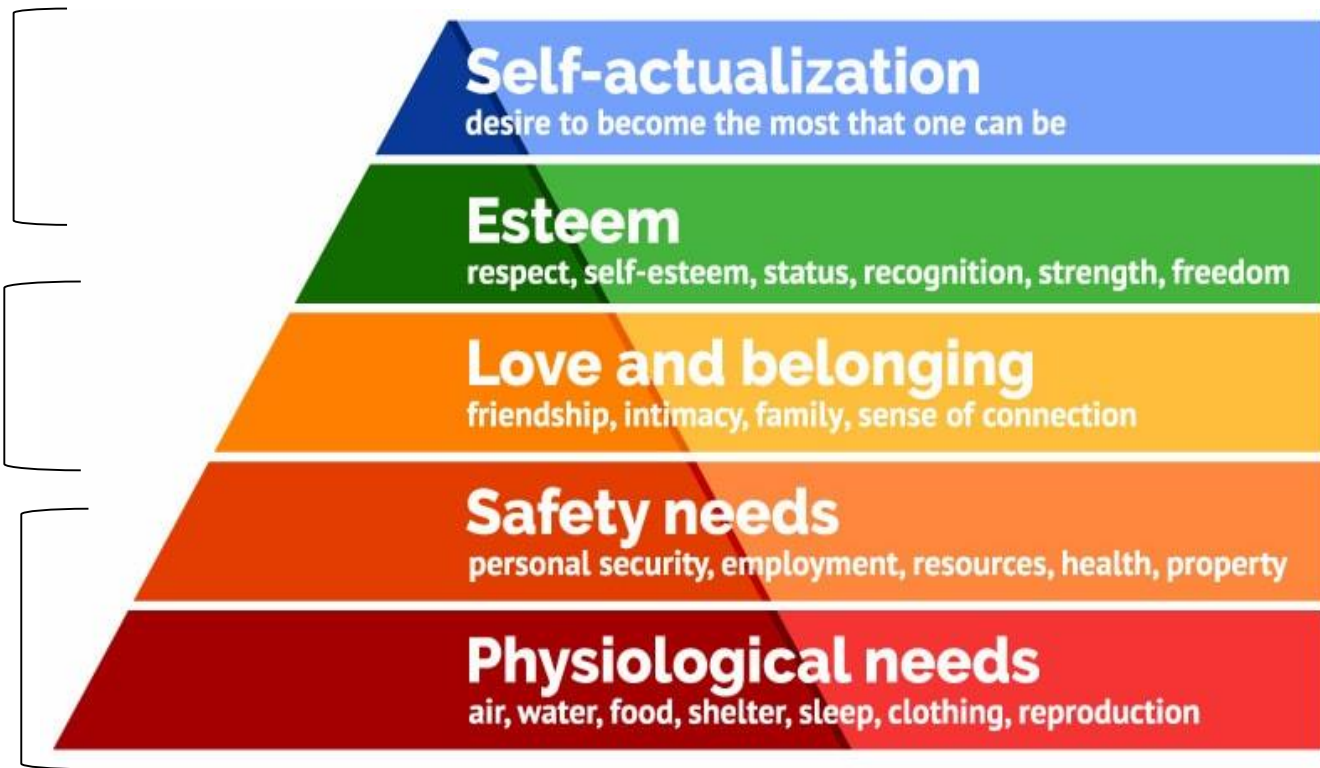 Self-actualization
desire to become the most that one can be
Esteem
respect, self-esteem, status, recognition, strength, freedom
Love and belonging
friendship, intimacy, family, sense of connection
Safety needs
personal security, employment, resources, health, property
Physiological needs
air, water, food, shelter, sleep, clothing, reproduction